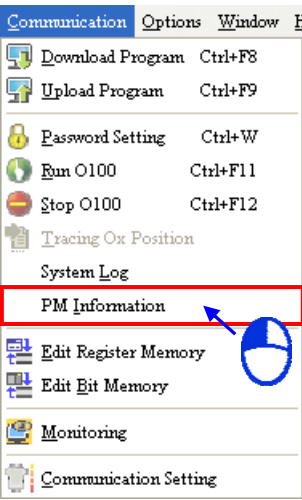 Communication Options Window
Download Program Ctrl+F8
Upload Program Ctrl+F9
Password Setting Ctrl+W
Run O100 Ctrl+F11
Stop O100 Ctrl+F12
Tracing Ox Position
System Log
PM Information
Edit Register Memory
Edit Bit Memory
Monitoring
Communication Setting